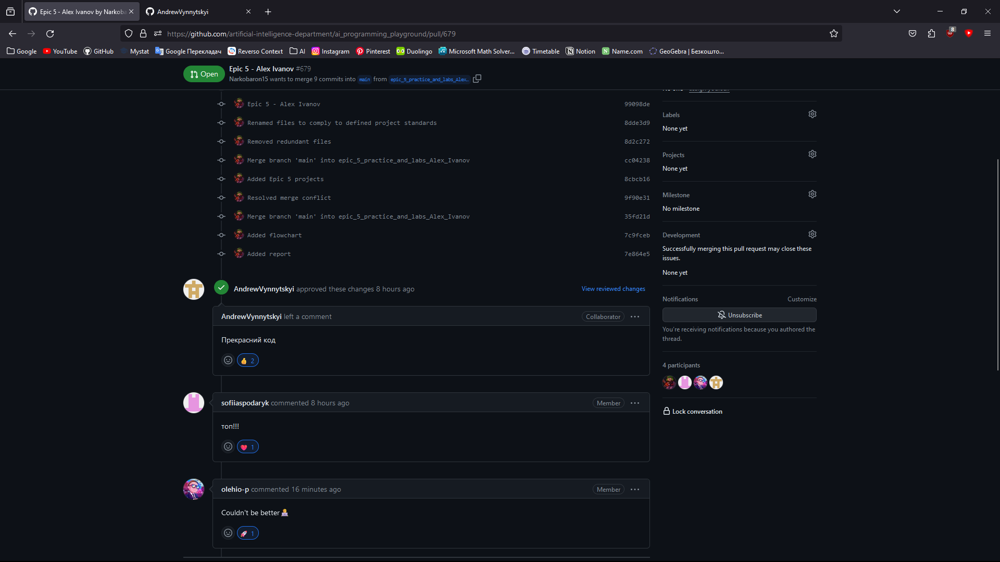 Epic 5 - Alex Ivanov by Narkoba
AndrewVynnytskyi
https://github.com/artificial-intelligence-department/ai_programming_playground/pull/679
8
Google
YouTube
GitHub
Mystat
Google Перекладач
Reverso Context
AI
Instagram
Pinterest
Duolingo
Microsoft Math Solver...
Timetable
Notion
Name.com
GeoGebra | Безкошто...
Open
Epic 5 - Alex Ivanov #679
Narkobaron15 wants to merge 9 commits into main from epic_5_practice_and_labs_Alex…
Epic 5 - Alex Ivanov 99098de
Renamed files to comply to defined project standards 8dde3d9
Removed redundant files 8d2c272
Merge branch 'main' into epic_5_practice_and_labs_Alex_Ivanov cc04238
Added Epic 5 projects 8cbcb16
Resolved merge conflict 9f90e31
Merge branch 'main' into epic_5_practice_and_labs_Alex_Ivanov 35fd21d
Added flowchart 7c9fceb
Added report 7e864e5
AndrewVynnytskyi approved these changes 8 hours ago
View reviewed changes
AndrewVynnytskyi left a comment
Collaborator
Прекрасний код
👍 2
sofiiaspodaryk commented 8 hours ago
Member
топ!!!
❤️ 1
olehio-p commented 16 minutes ago
Member
Couldn't be better🧑‍💻
🚀 1
Labels
None yet
Projects
None yet
Milestone
No milestone
Development
Successfully merging this pull request may close these
issues.
None yet
Notifications
Customize
Unsubscribe
You're receiving notifications because you authored the
thread.
4 participants
Lock conversation